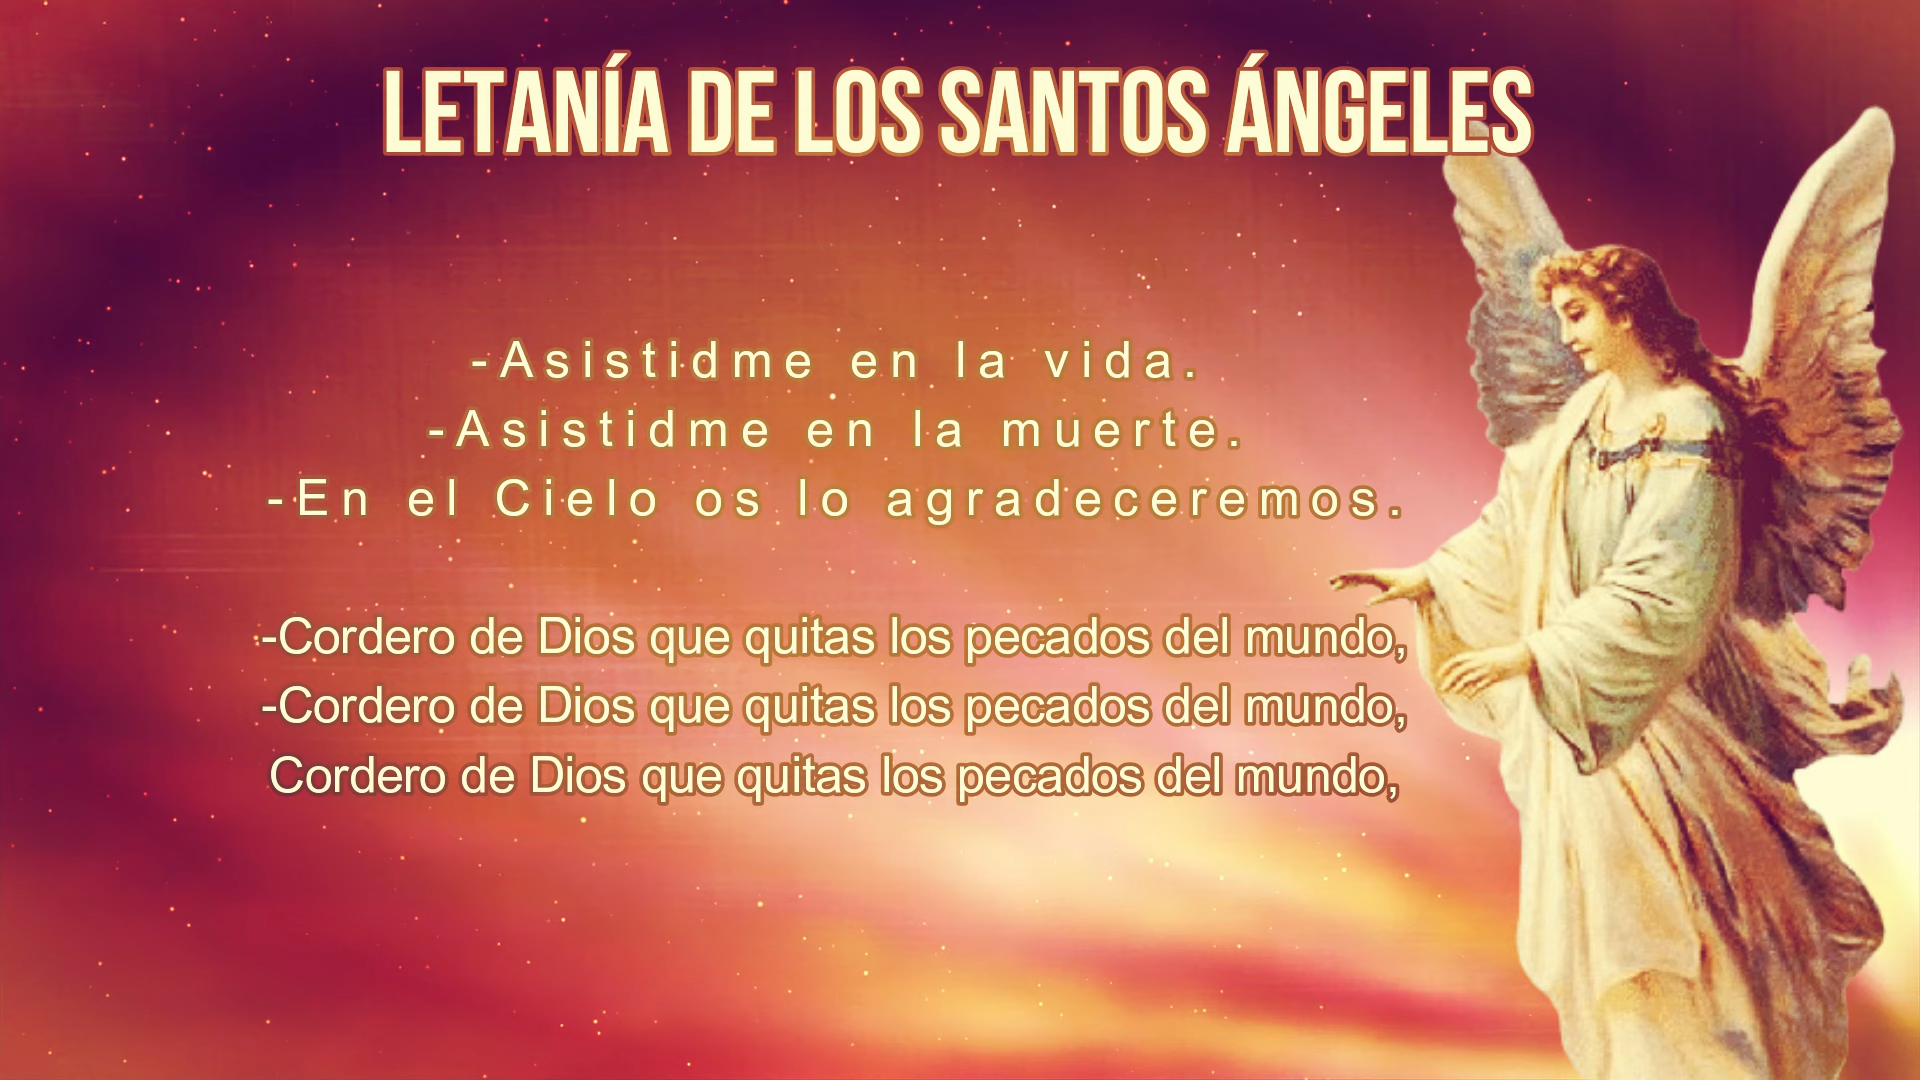 LETANÍA DE LOS SANTOS ÁNGELES
-Asistidme en la vida.
-Asistidme en la muerte.
-En el Cielo os lo agradeceremos.
-Cordero de Dios que quitas los pecados del mundo,
-Cordero de Dios que quitas los pecados del mundo,
Cordero de Dios que quitas los pecados del mundo,